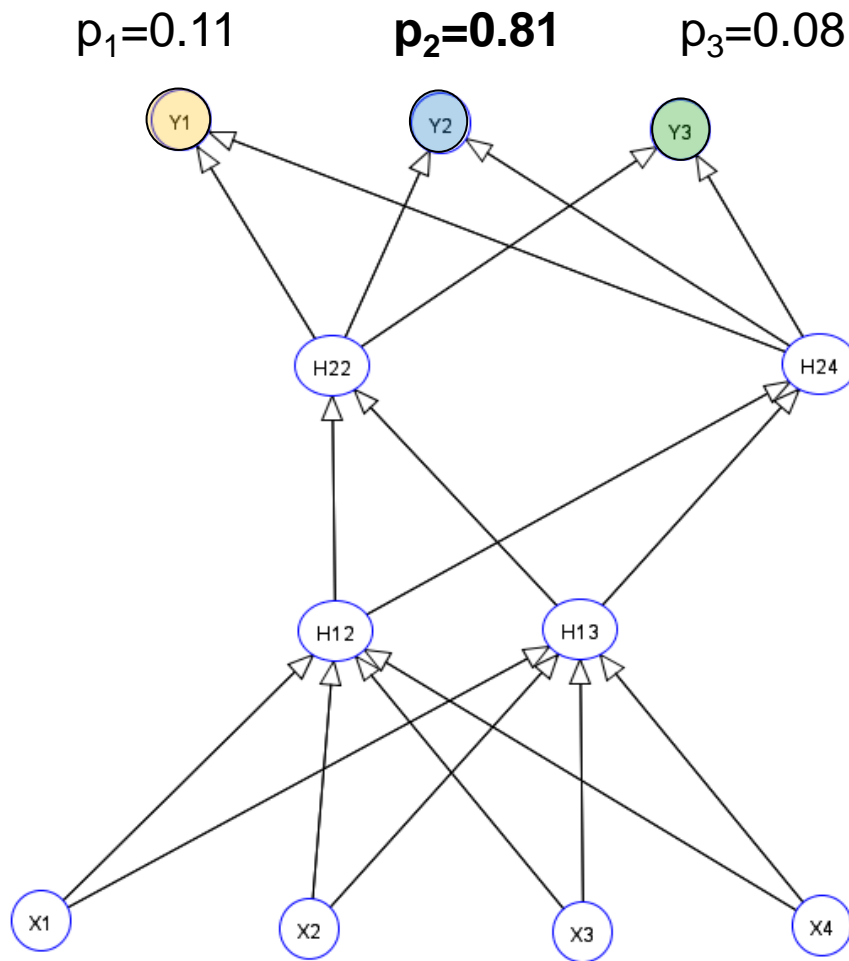 p₁=0.11 p₂=0.81 p₃=0.08
Y1 Y2 Y3
H22 H24
H12 H13
X1 X2 X3 X4